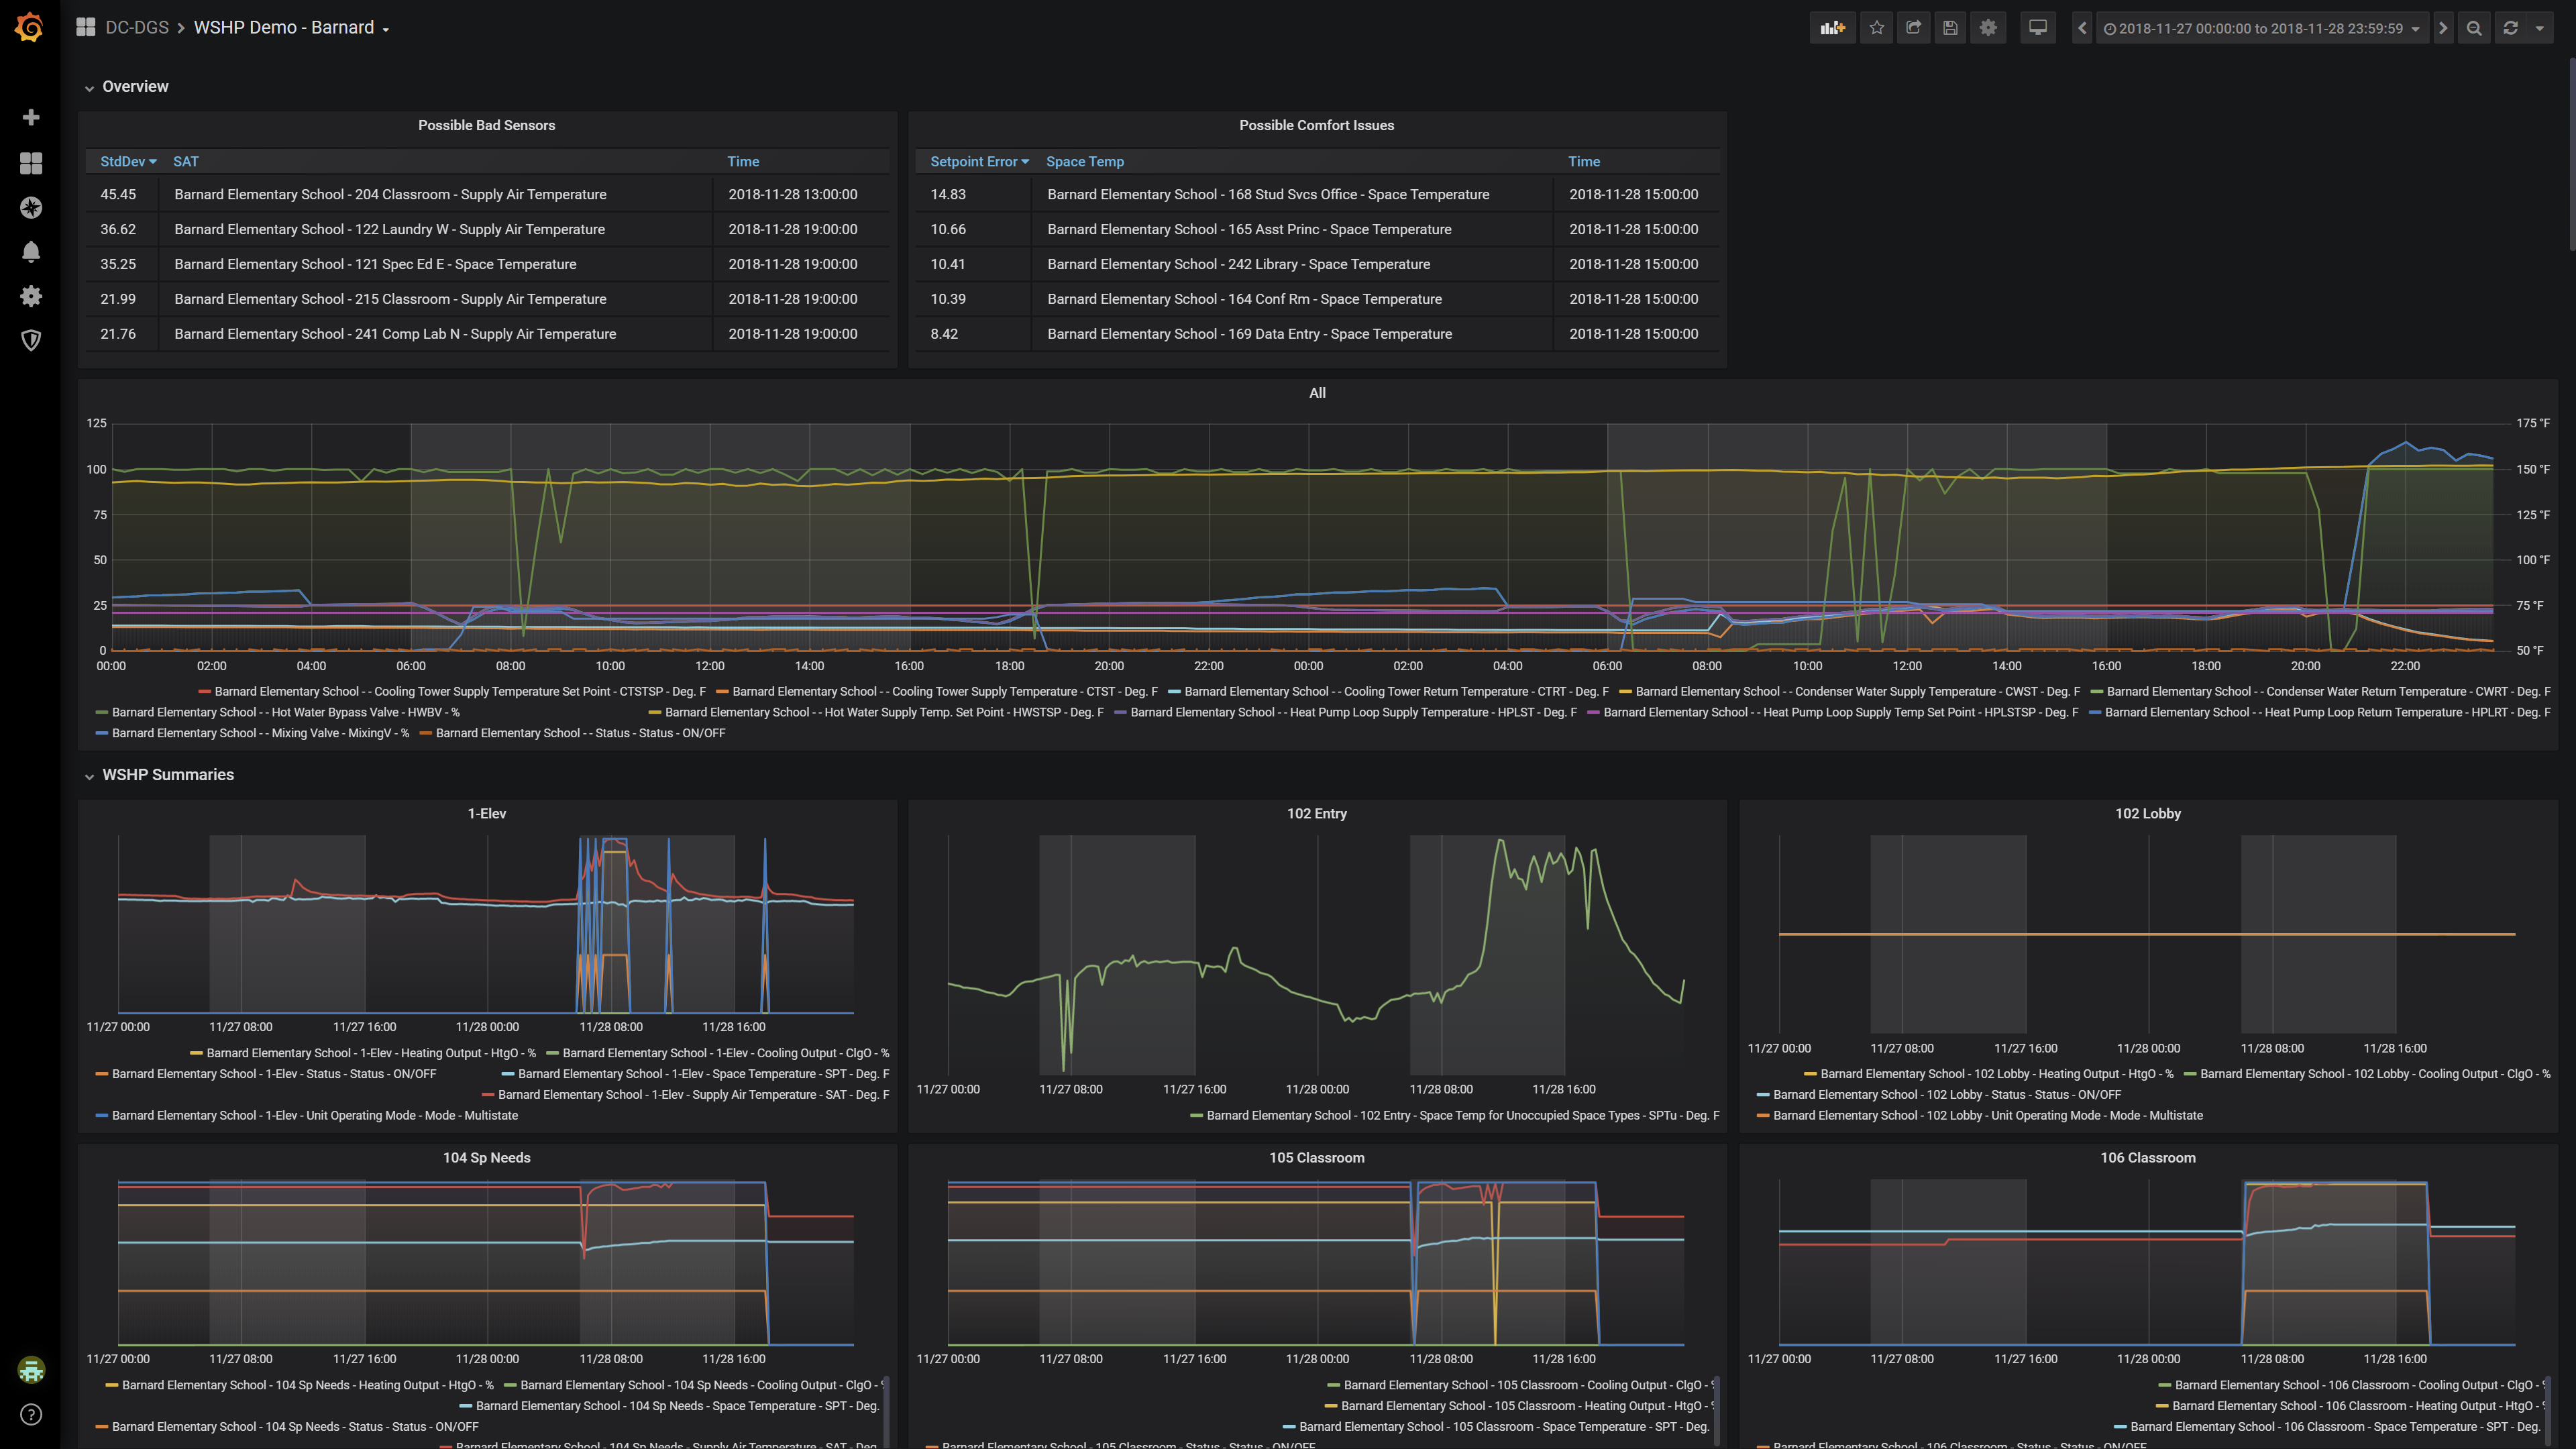 DC-DGS > WSHP Demo - Barnard
2018-11-27 00:00:00 to 2018-11-28 23:59:59
Overview
Possible Bad Sensors
StdDev SAT Time
45.45 Barnard Elementary School - 204 Classroom - Supply Air Temperature 2018-11-28 13:00:00
36.62 Barnard Elementary School - 122 Laundry W - Supply Air Temperature 2018-11-28 19:00:00
35.25 Barnard Elementary School - 121 Spec Ed E - Space Temperature 2018-11-28 19:00:00
21.99 Barnard Elementary School - 215 Classroom - Supply Air Temperature 2018-11-28 19:00:00
21.76 Barnard Elementary School - 241 Comp Lab N - Supply Air Temperature 2018-11-28 19:00:00
Possible Comfort Issues
Setpoint Error Space Temp Time
14.83 Barnard Elementary School - 168 Stud Svcs Office - Space Temperature 2018-11-28 15:00:00
10.66 Barnard Elementary School - 165 Asst Princ - Space Temperature 2018-11-28 15:00:00
10.41 Barnard Elementary School - 242 Library - Space Temperature 2018-11-28 15:00:00
10.39 Barnard Elementary School - 164 Conf Rm - Space Temperature 2018-11-28 15:00:00
8.42 Barnard Elementary School - 169 Data Entry - Space Temperature 2018-11-28 15:00:00
All
125 175 °F
100 150 °F
75 125 °F
50 100 °F
25 75 °F
0 50 °F
00:00 02:00 04:00 06:00 08:00 10:00 12:00 14:00 16:00 18:00 20:00 22:00 00:00 02:00 04:00 06:00 08:00 10:00 12:00 14:00 16:00 18:00 20:00 22:00
Barnard Elementary School - - Cooling Tower Supply Temperature Set Point - CTSTSP - Deg. F Barnard Elementary School - - Cooling Tower Supply Temperature - CTST - Deg. F Barnard Elementary School - - Cooling Tower Return Temperature - CTRT - Deg. F Barnard Elementary School - - Condenser Water Supply Temperature - CWST - Deg. F Barnard Elementary School - - Condenser Water Return Temperature - CWRT - Deg. F
Barnard Elementary School - - Hot Water Bypass Valve - HWBV - % Barnard Elementary School - - Hot Water Supply Temp. Set Point - HWSTSP - Deg. F Barnard Elementary School - - Heat Pump Loop Supply Temperature - HPLST - Deg. F Barnard Elementary School - - Heat Pump Loop Supply Temp Set Point - HPLSTSP - Deg. F Barnard Elementary School - - Heat Pump Loop Return Temperature - HPLRT - Deg. F
Barnard Elementary School - - Mixing Valve - MixingV - % Barnard Elementary School - - Status - Status - ON/OFF
WSHP Summaries
1-Elev
11/27 00:00 11/27 08:00 11/27 16:00 11/28 00:00 11/28 08:00 11/28 16:00
Barnard Elementary School - 1-Elev - Heating Output - HtgO - % Barnard Elementary School - 1-Elev - Cooling Output - ClgO - %
Barnard Elementary School - 1-Elev - Status - Status - ON/OFF Barnard Elementary School - 1-Elev - Space Temperature - SPT - Deg. F
Barnard Elementary School - 1-Elev - Supply Air Temperature - SAT - Deg. F
Barnard Elementary School - 1-Elev - Unit Operating Mode - Mode - Multistate
102 Entry
11/27 00:00 11/27 08:00 11/27 16:00 11/28 00:00 11/28 08:00 11/28 16:00
Barnard Elementary School - 102 Entry - Space Temp for Unoccupied Space Types - SPTu - Deg. F
102 Lobby
11/27 00:00 11/27 08:00 11/27 16:00 11/28 00:00 11/28 08:00 11/28 16:00
Barnard Elementary School - 102 Lobby - Heating Output - HtgO - % Barnard Elementary School - 102 Lobby - Cooling Output - ClgO - %
Barnard Elementary School - 102 Lobby - Status - Status - ON/OFF
Barnard Elementary School - 102 Lobby - Unit Operating Mode - Mode - Multistate
104 Sp Needs
11/27 00:00 11/27 08:00 11/27 16:00 11/28 00:00 11/28 08:00 11/28 16:00
Barnard Elementary School - 104 Sp Needs - Heating Output - HtgO - % Barnard Elementary School - 104 Sp Needs - Cooling Output - ClgO -
Barnard Elementary School - 104 Sp Needs - Space Temperature - SPT - Deg.
Barnard Elementary School - 104 Sp Needs - Status - Status - ON/OFF
Barnard Elementary School - 104 Sp Needs - Supply Air Temperature - SAT - Deg.
105 Classroom
11/27 00:00 11/27 08:00 11/27 16:00 11/28 00:00 11/28 08:00 11/28 16:00
Barnard Elementary School - 105 Classroom - Cooling Output - ClgO -
Barnard Elementary School - 105 Classroom - Heating Output - HtgO -
Barnard Elementary School - 105 Classroom - Space Temperature - SPT - Deg.
Barnard Elementary School - 105 Classroom - Status - Status - ON/OFF
106 Classroom
11/27 00:00 11/27 08:00 11/27 16:00 11/28 00:00 11/28 08:00 11/28 16:00
Barnard Elementary School - 106 Classroom - Cooling Output - ClgO -
Barnard Elementary School - 106 Classroom - Heating Output - HtgO -
Barnard Elementary School - 106 Classroom - Space Temperature - SPT - Deg.
Barnard Elementary School - 106 Classroom - Status - Status - ON/OFF